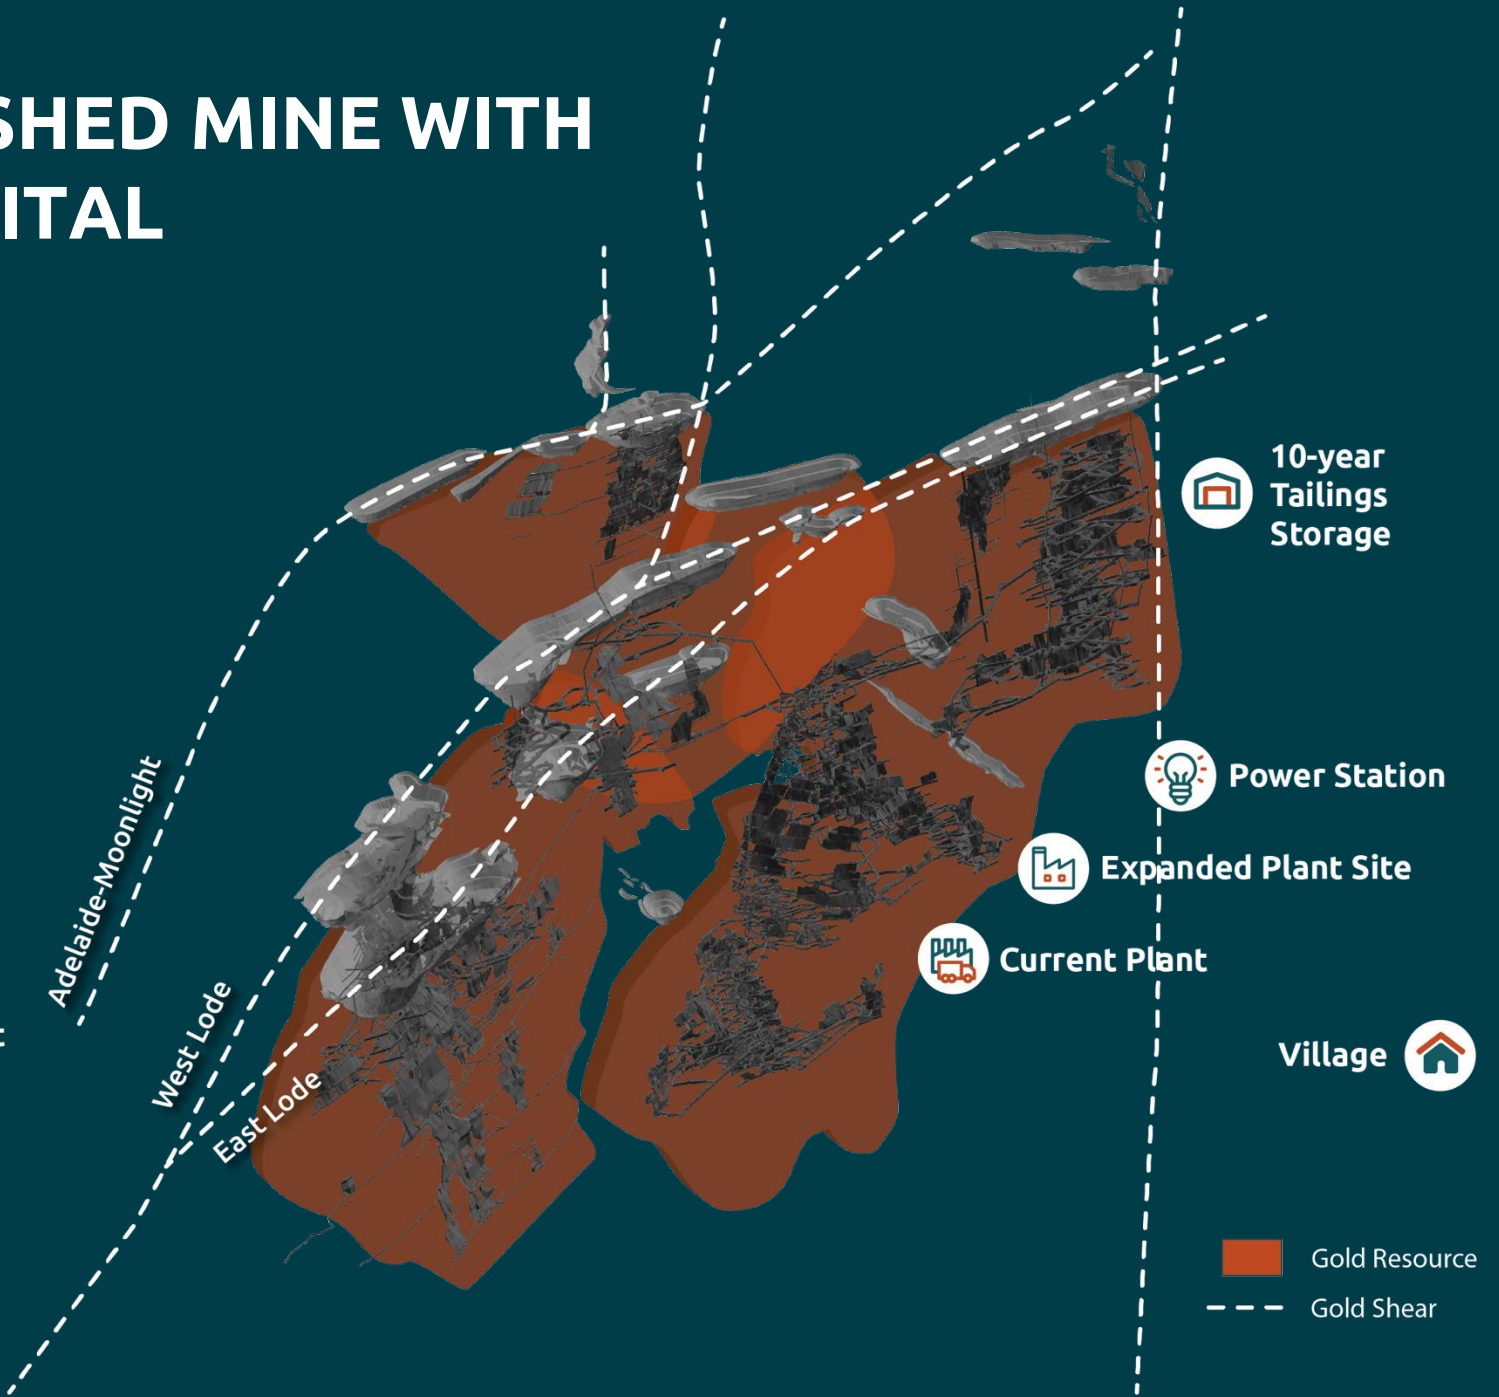 SHED MINE WITH
ITAL
10-year
Tailings
Storage
Power Station
Expanded Plant Site
Current Plant
Village
Adelaide-Moonlight
West Lode
East Lode
Gold Resource
Gold Shear